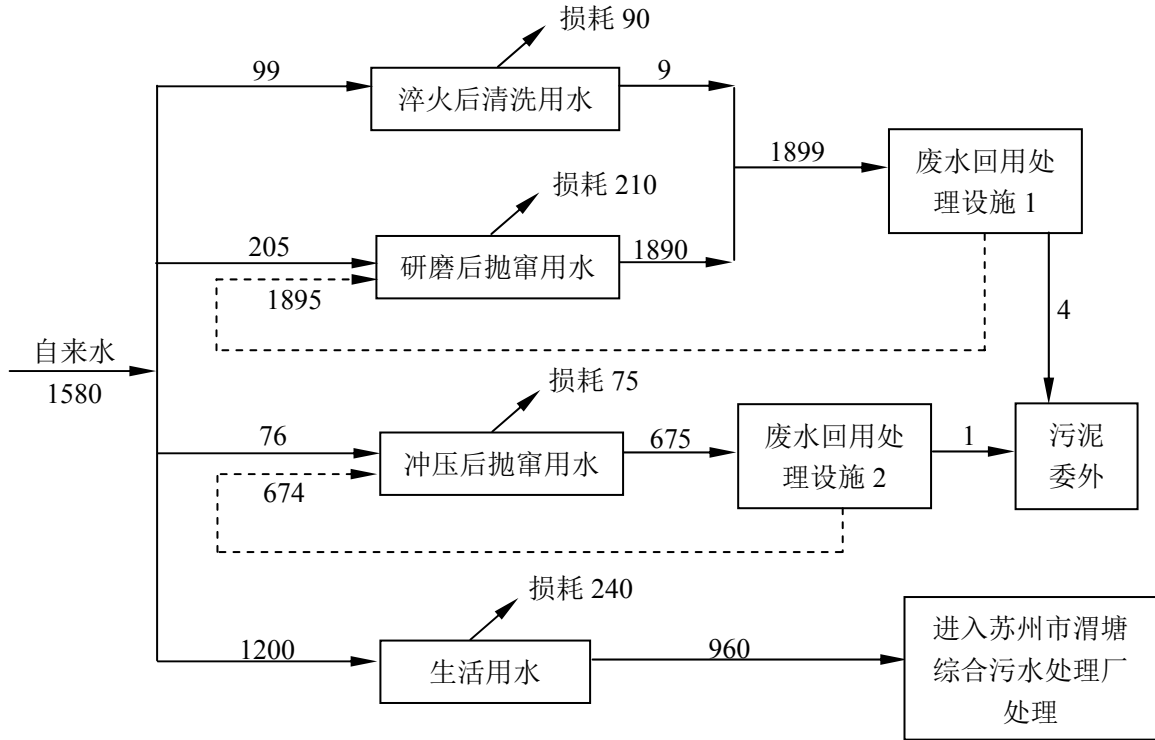 损耗 90
99
淬火后清洗用水
9
1899
废水回用处
理设施 1
损耗 210
205
研磨后抛窜用水
1890
1895
4
自来水
1580
损耗 75
76
冲压后抛窜用水
675
废水回用处
理设施 2
1
污泥
委外
674
损耗 240
1200
生活用水
960
进入苏州市渭塘
综合污水处理厂
处理